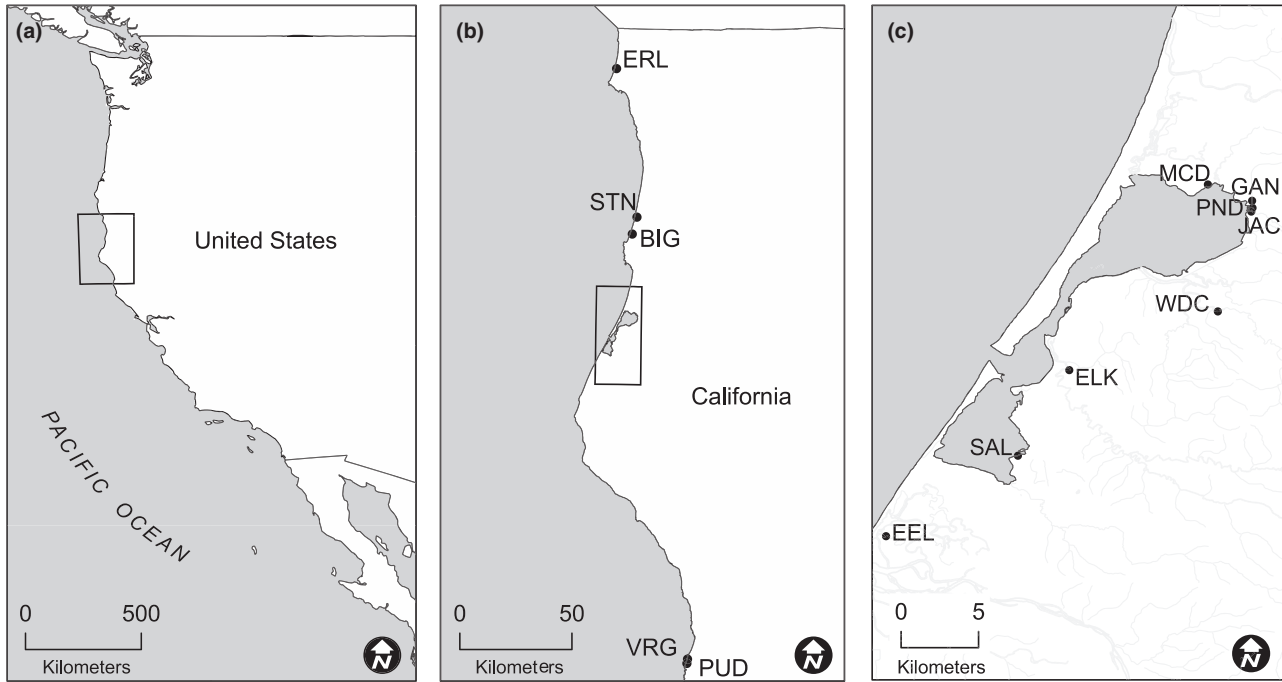 (a)
United States
PACIFIC OCEAN
0 500
Kilometers
N
(b)
ERL
STN
BIG
California
0 50
Kilometers
VRG
PUD
N
(c)
MCD
GAN
PND
JAC
WDC
ELK
SAL
EEL
0 5
Kilometers
N